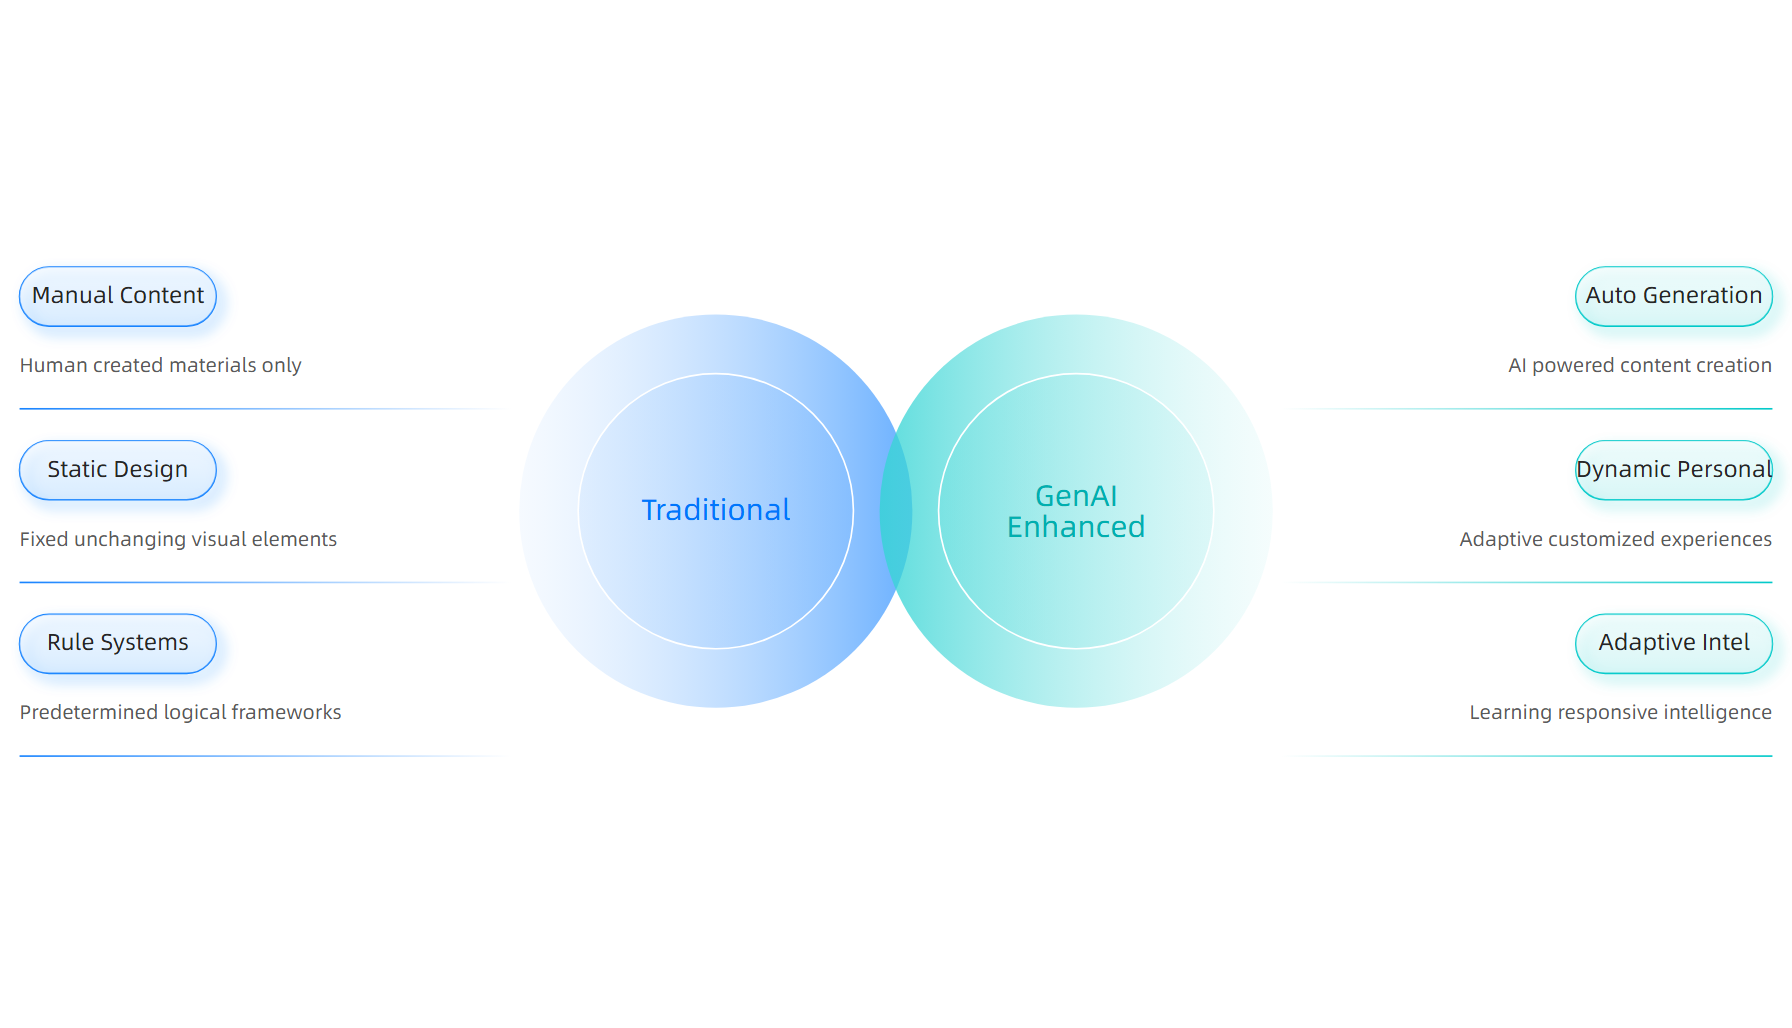 Manual Content
Human created materials only
Static Design
Fixed unchanging visual elements
Rule Systems
Predetermined logical frameworks
Traditional
GenAI
Enhanced
Auto Generation
AI powered content creation
Dynamic Personal
Adaptive customized experiences
Adaptive Intel
Learning responsive intelligence